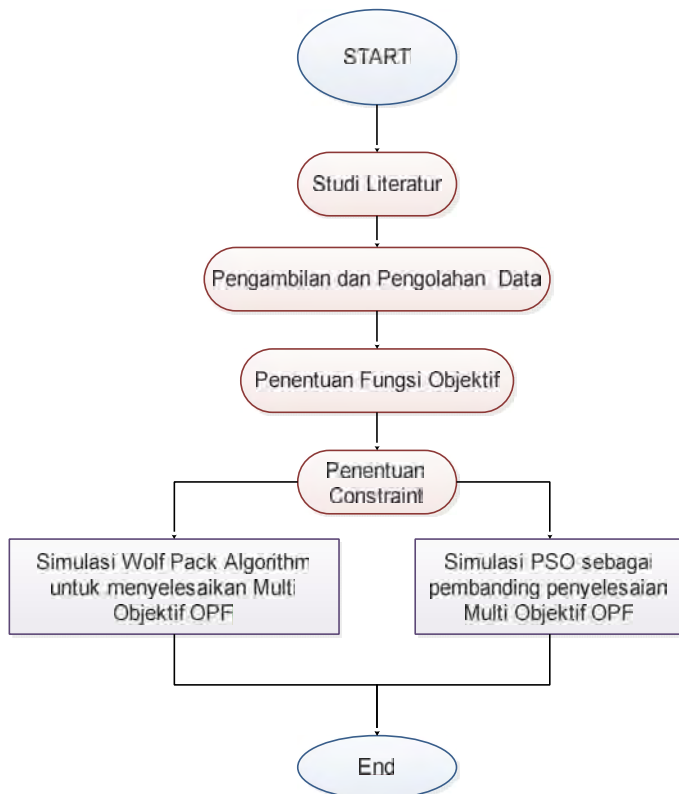 START
Studi Literatur
Pengambilan dan Pengolahan Data
Penentuan Fungsi Objektif
Penentuan
Constraint
Simulasi Wolf Pack Algorithm
untuk menyelesaikan Multi
Objektif OPF
Simulasi PSO sebagai
pembanding penyelesaian
Multi Objektif OPF
End